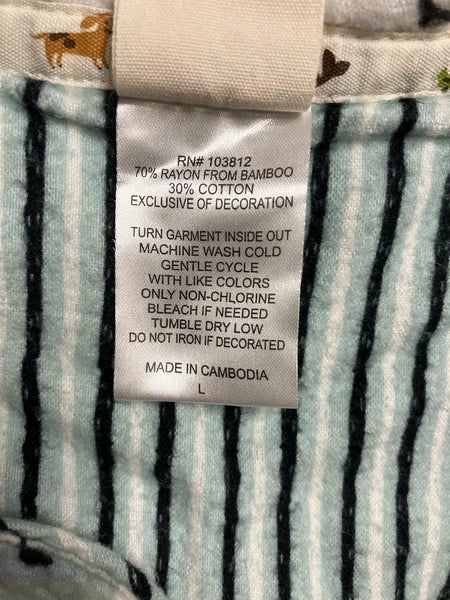 RN# 103812
70% RAYON FROM BAMBOO
30% COTTON
EXCLUSIVE OF DECORATION
TURN GARMENT INSIDE OUT
MACHINE WASH COLD
GENTLE CYCLE
WITH LIKE COLORS
ONLY NON-CHLORINE
BLEACH IF NEEDED
TUMBLE DRY LOW
DO NOT IRON IF DECORATED
MADE IN CAMBODIA
L